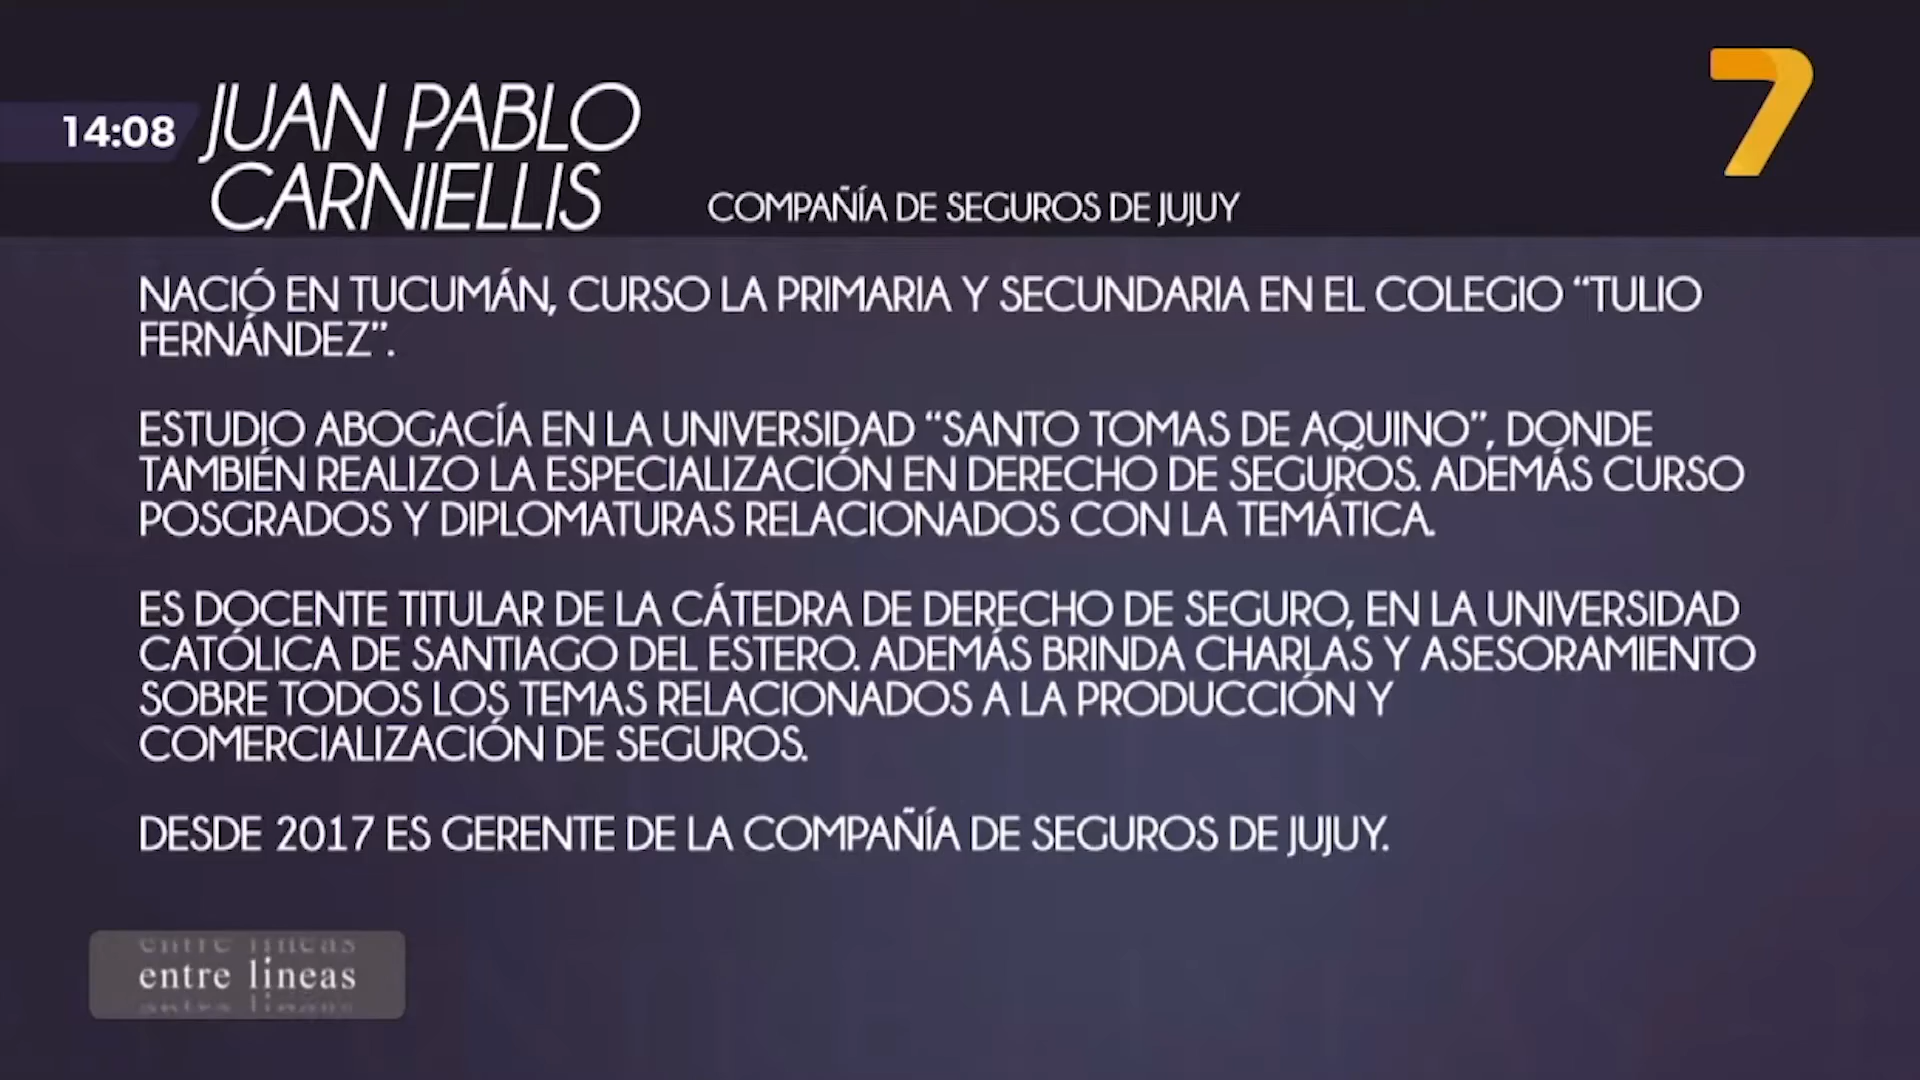 14:08
JUAN PABLO
CARNIELLIS
COMPAÑÍA DE SEGUROS DE JUJUY
7
NACIÓ EN TUCUMÁN, CURSO LA PRIMARIA Y SECUNDARIA EN EL COLEGIO “TULIO
FERNÁNDEZ”.
ESTUDIO ABOGACÍA EN LA UNIVERSIDAD “SANTO TOMAS DE AQUINO”, DONDE
TAMBIÉN REALIZO LA ESPECIALIZACIÓN EN DERECHO DE SEGUROS. ADEMÁS CURSO
POSGRADOS Y DIPLOMATURAS RELACIONADOS CON LA TEMÁTICA.
ES DOCENTE TITULAR DE LA CÁTEDRA DE DERECHO DE SEGURO, EN LA UNIVERSIDAD
CATÓLICA DE SANTIAGO DEL ESTERO. ADEMÁS BRINDA CHARLAS Y ASESORAMIENTO
SOBRE TODOS LOS TEMAS RELACIONADOS A LA PRODUCCIÓN Y
COMERCIALIZACIÓN DE SEGUROS.
DESDE 2017 ES GERENTE DE LA COMPAÑÍA DE SEGUROS DE JUJUY.
entre lineas
entre lineas
entre lineas